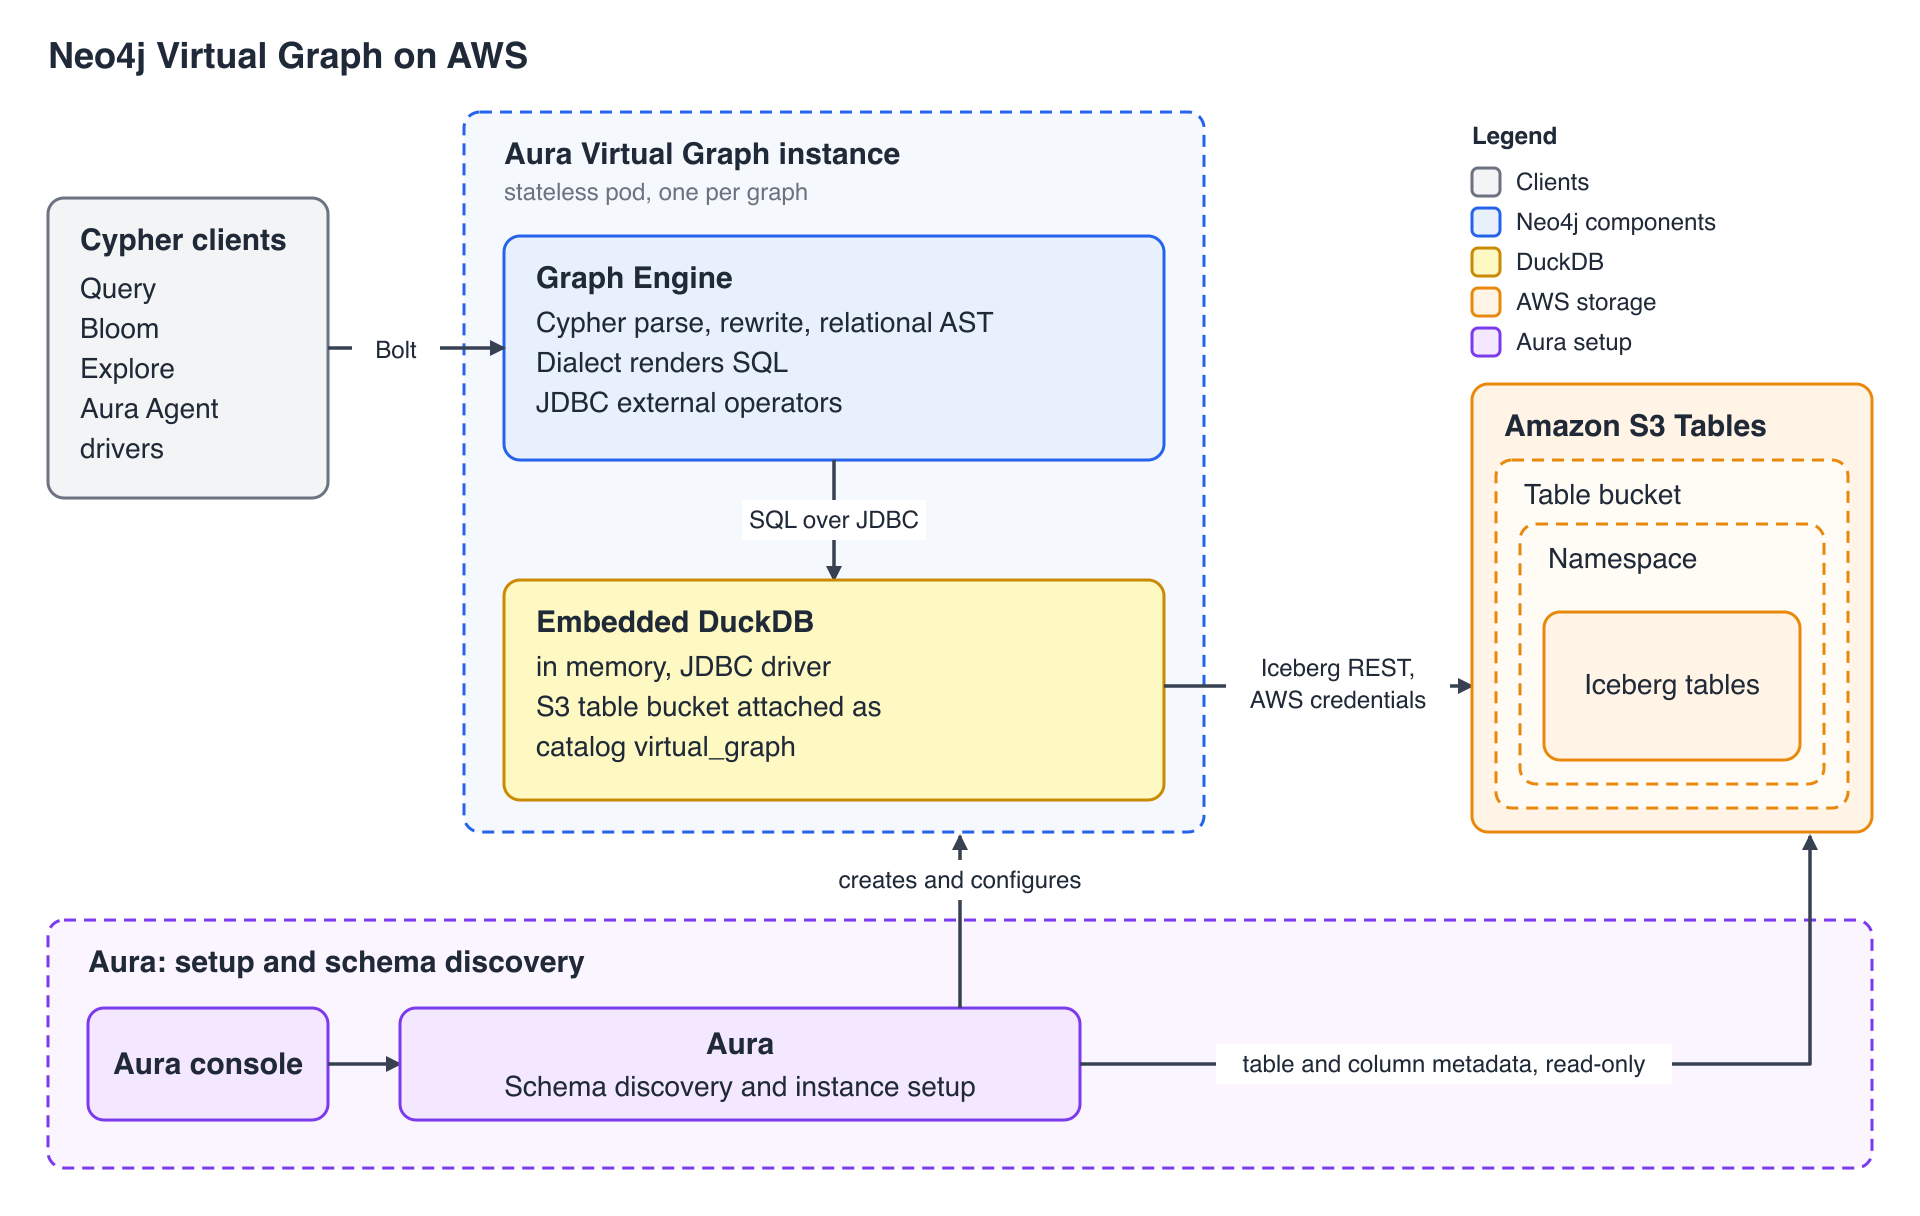 Neo4j Virtual Graph on AWS
Cypher clients
Query
Bloom
Explore
Aura Agent
drivers
Bolt
Aura Virtual Graph instance
stateless pod, one per graph
Graph Engine
Cypher parse, rewrite, relational AST
Dialect renders SQL
JDBC external operators
SQL over JDBC
Embedded DuckDB
in memory, JDBC driver
S3 table bucket attached as
catalog virtual_graph
Iceberg REST,
AWS credentials
Legend
Clients
Neo4j components
DuckDB
AWS storage
Aura setup
Amazon S3 Tables
Table bucket
Namespace
Iceberg tables
creates and configures
Aura: setup and schema discovery
Aura console
Aura
Schema discovery and instance setup
table and column metadata, read-only